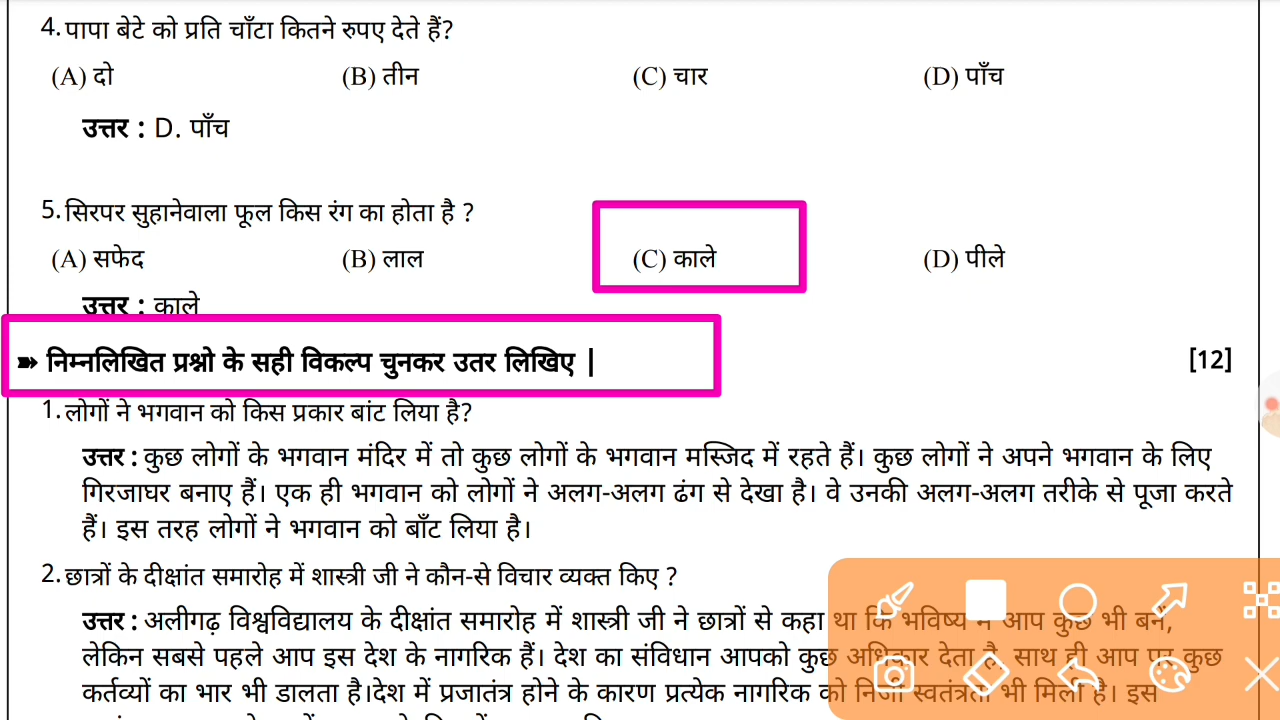 4. पापा बेटे को प्रति चाँटा कितने रुपए देते हैं?
(A) दो (B) तीन (C) चार (D) पाँच
उत्तर : D. पाँच
5. सिरपर सुहानेवाला फूल किस रंग का होता है ?
(A) सफेद (B) लाल (C) काले (D) पीले
उत्तर : काले
➽ निम्नलिखित प्रश्नो के सही विकल्प चुनकर उतर लिखिए | [12]
1. लोगों ने भगवान को किस प्रकार बांट लिया है?
उत्तर : कुछ लोगों के भगवान मंदिर में तो कुछ लोगों के भगवान मस्जिद में रहते हैं। कुछ लोगों ने अपने भगवान के लिए
गिरजाघर बनाए हैं। एक ही भगवान को लोगों ने अलग-अलग ढंग से देखा है। वे उनकी अलग-अलग तरीके से पूजा करते
हैं। इस तरह लोगों ने भगवान को बाँट लिया है।
2. छात्रों के दीक्षांत समारोह में शास्त्री जी ने कौन-से विचार व्यक्त किए ?
उत्तर : अलीगढ़ विश्वविद्यालय के दीक्षांत समारोह में शास्त्री जी ने छात्रों से कहा था कि भविष्य में आप कुछ भी बनें,
लेकिन सबसे पहले आप इस देश के नागरिक हैं। देश का संविधान आपको कुछ अधिकार देता है, साथ ही आप पर कुछ
कर्तव्यों का भार भी डालता है।देश में प्रजातंत्र होने के कारण प्रत्येक नागरिक को निजी स्वतंत्रता भी मिली है। इस